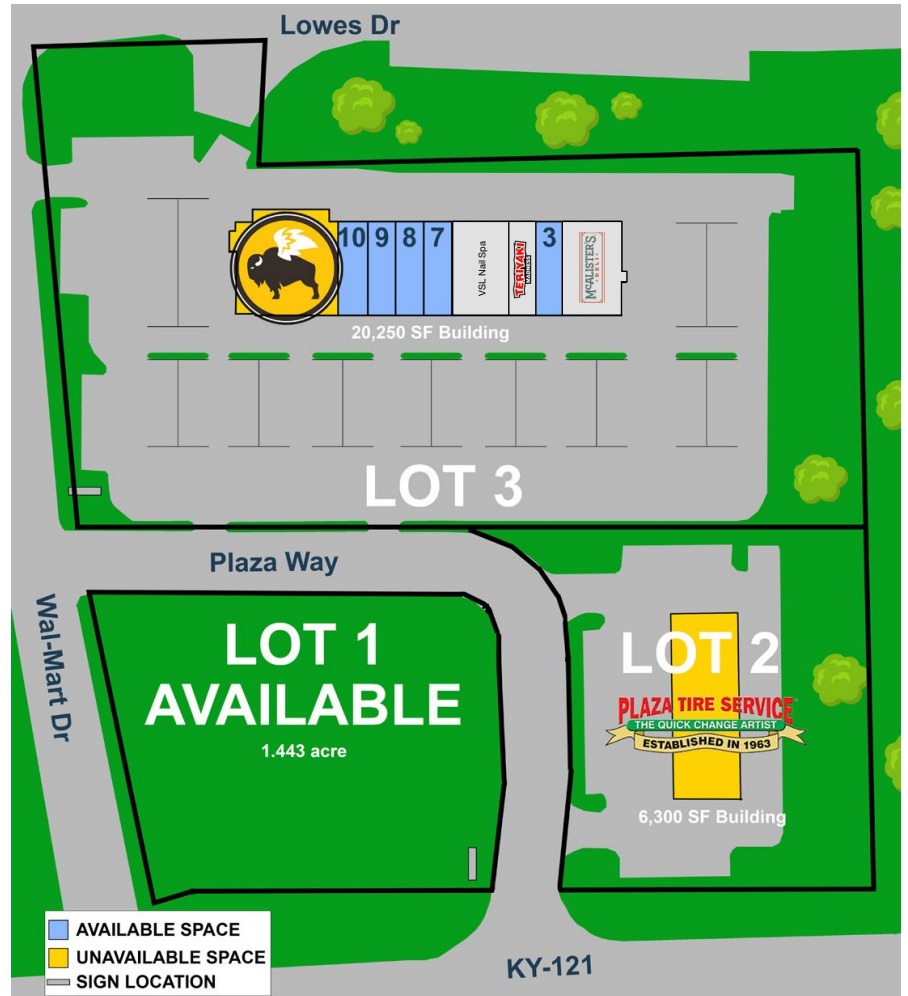 Lowes Dr
10 9 8 7
VSL Nail Spa
TERIYAKI
MADNESS
3
McALISTER'S
DELI
20,250 SF Building
LOT 3
Plaza Way
Wal-Mart Dr
LOT 1
AVAILABLE
1.443 acre
LOT 2
PLAZA TIRE SERVICE
THE QUICK CHANGE ARTIST
ESTABLISHED IN 1963
6,300 SF Building
AVAILABLE SPACE
UNAVAILABLE SPACE
SIGN LOCATION
KY-121